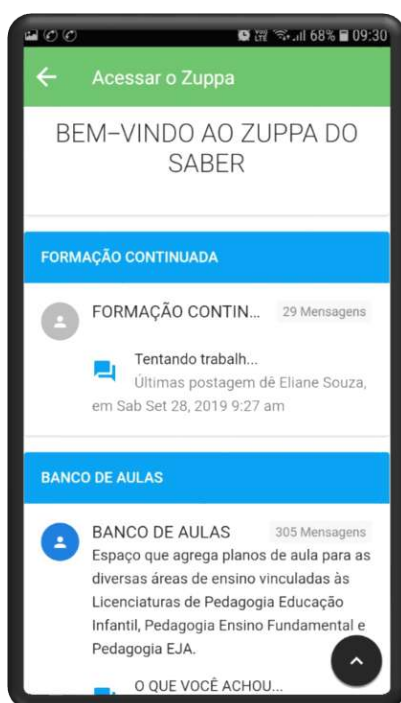 68% 09:30
Acessar o Zuppa
BEM-VINDO AO ZUPPA DO
SABER
FORMAÇÃO CONTINUADA
FORMAÇÃO CONTIN... 29 Mensagens
Tentando trabalh...
Últimas postagem dê Eliane Souza,
em Sab Set 28, 2019 9:27 am
BANCO DE AULAS
BANCO DE AULAS 305 Mensagens
Espaço que agrega planos de aula para as
diversas áreas de ensino vinculadas às
Licenciaturas de Pedagogia Educação
Infantil, Pedagogia Ensino Fundamental e
Pedagogia EJA.
O QUE VOCÊ ACHOU...